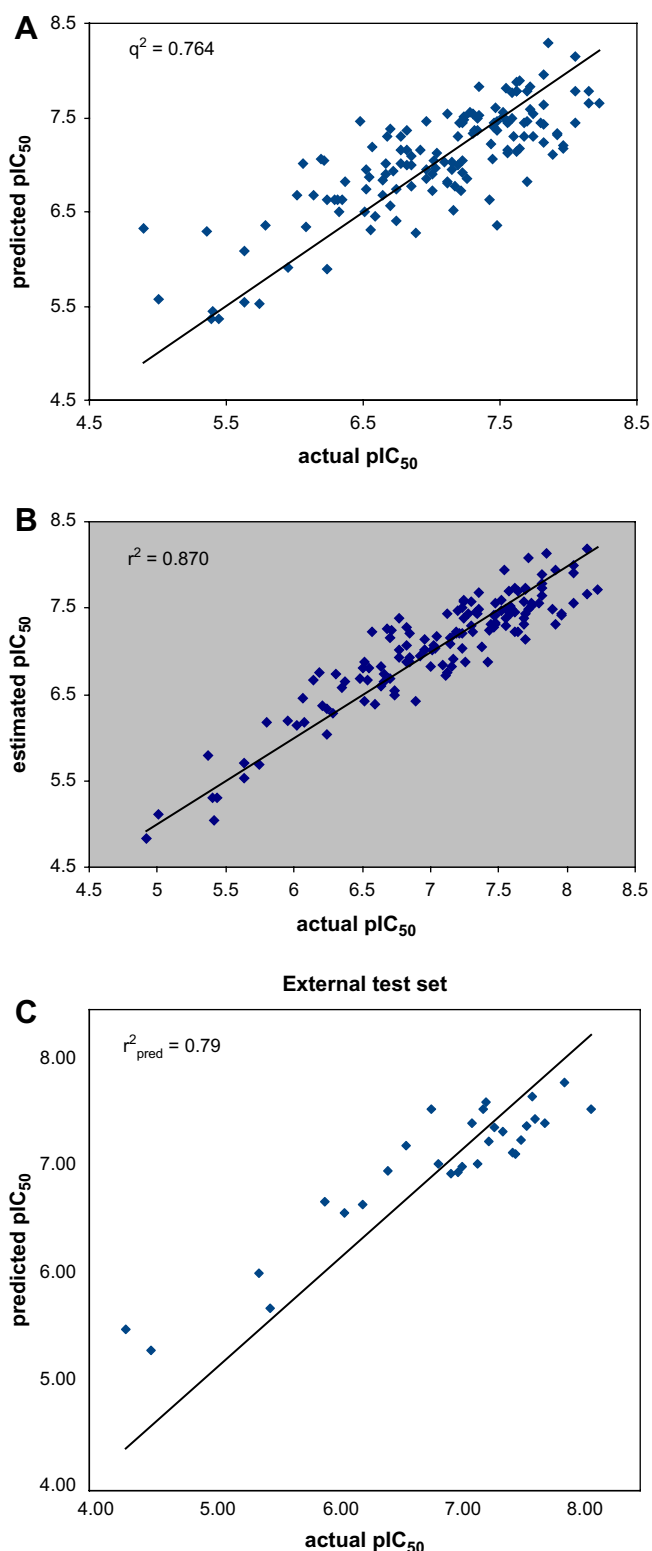 A
q² = 0.764
predicted pIC₅₀
8.5
7.5
6.5
5.5
4.5
4.5 5.5 6.5 7.5 8.5
actual pIC₅₀
B
r² = 0.870
estimated pIC₅₀
8.5
7.5
6.5
5.5
4.5
4.5 5 5.5 6 6.5 7 7.5 8 8.5
actual pIC₅₀
External test set
C
r²pred = 0.79
predicted pIC₅₀
8.00
7.00
6.00
5.00
4.00
4.00 5.00 6.00 7.00 8.00
actual pIC₅₀